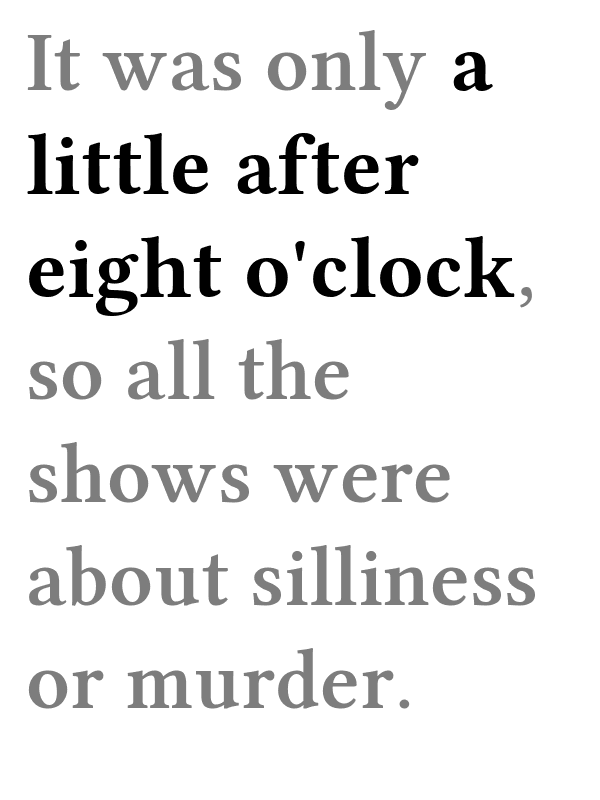 It was only a
little after
eight o'clock,
so all the
shows were
about silliness
or murder.